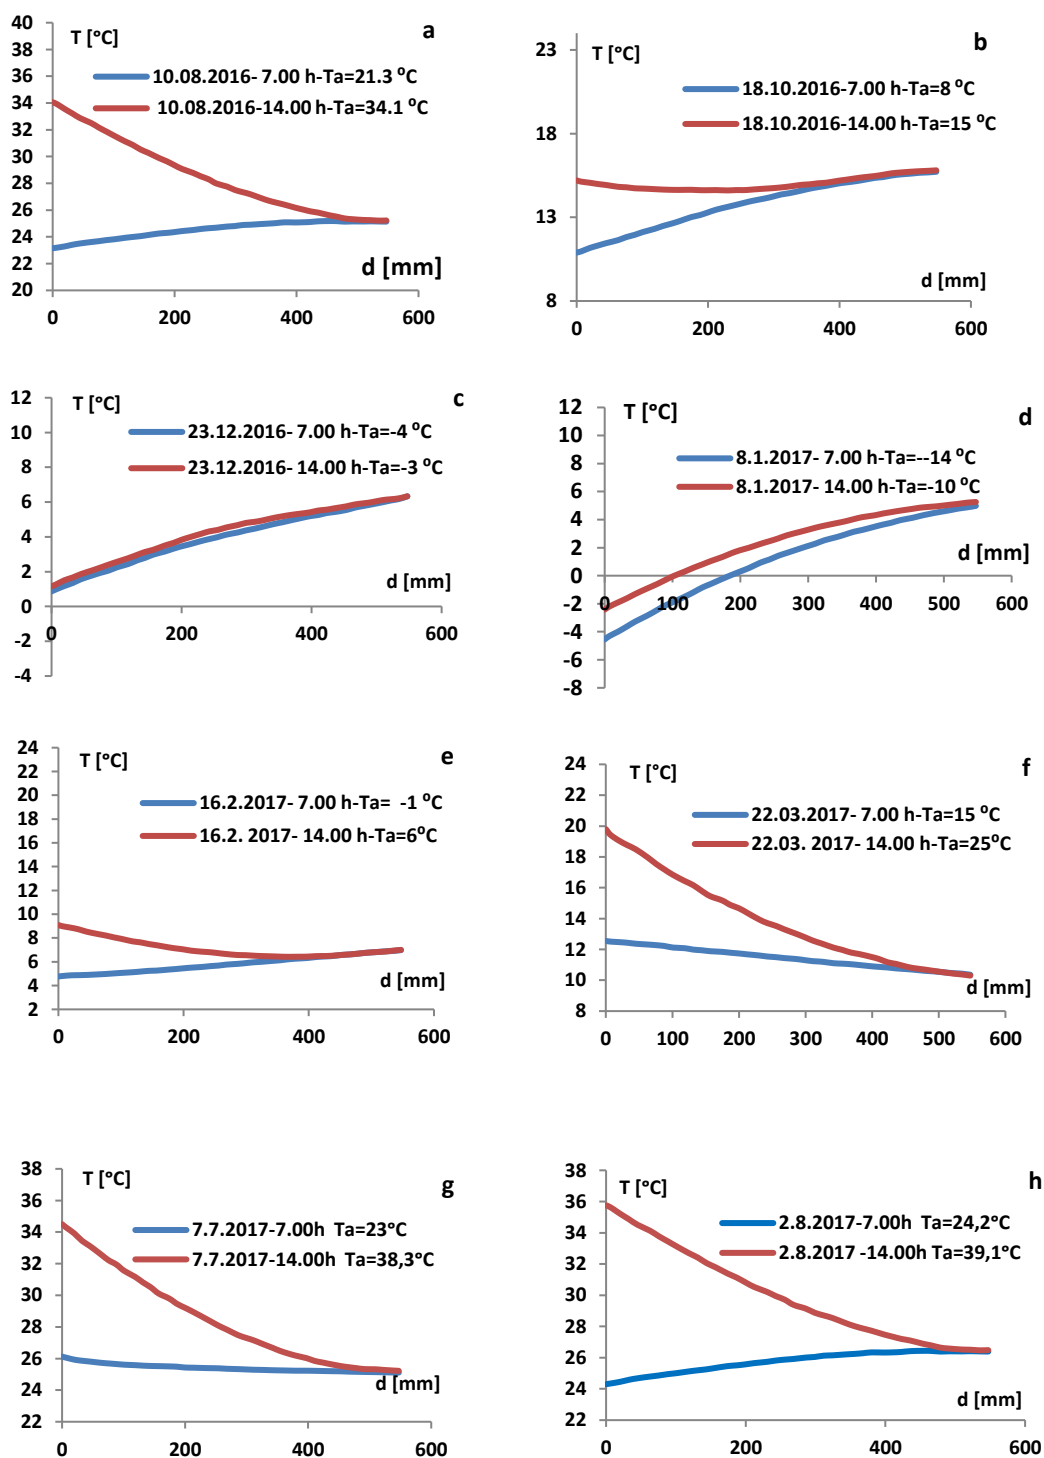 a
T [°C]
10.08.2016- 7.00 h-Ta=21.3 ⁰C
10.08.2016-14.00 h-Ta=34.1 ⁰C
40
38
36
34
32
30
28
26
24
22
20
d [mm]
0 200 400 600
b
T [°C]
18.10.2016-7.00 h-Ta=8 ⁰C
18.10.2016-14.00 h-Ta=15 ⁰C
23
18
13
8
d [mm]
0 200 400 600
c
T [°C]
23.12.2016- 7.00 h-Ta=-4 ⁰C
23.12.2016- 14.00 h-Ta=-3 ⁰C
12
10
8
6
4
2
0
-2
-4
d [mm]
0 200 400 600
d
T [°C]
8.1.2017- 7.00 h-Ta=--14 ⁰C
8.1.2017- 14.00 h-Ta=-10 ⁰C
12
10
8
6
4
2
0
-2
-4
-6
-8
d [mm]
0 100 200 300 400 500 600
e
T [°C]
16.2.2017- 7.00 h-Ta= -1 ⁰C
16.2. 2017- 14.00 h-Ta=6⁰C
24
22
20
18
16
14
12
10
8
6
4
2
d [mm]
0 200 400 600
f
T [°C]
22.03.2017- 7.00 h-Ta=15 ⁰C
22.03. 2017- 14.00 h-Ta=25⁰C
24
22
20
18
16
14
12
10
8
d [mm]
0 100 200 300 400 500 600
g
T [°C]
7.7.2017-7.00h Ta=23°C
7.7.2017-14.00h Ta=38,3°C
38
36
34
32
30
28
26
24
22
d [mm]
0 200 400 600
h
T [°C]
2.8.2017-7.00h Ta=24,2°C
2.8.2017 -14.00h Ta=39,1°C
38
36
34
32
30
28
26
24
22
d [mm]
0 200 400 600